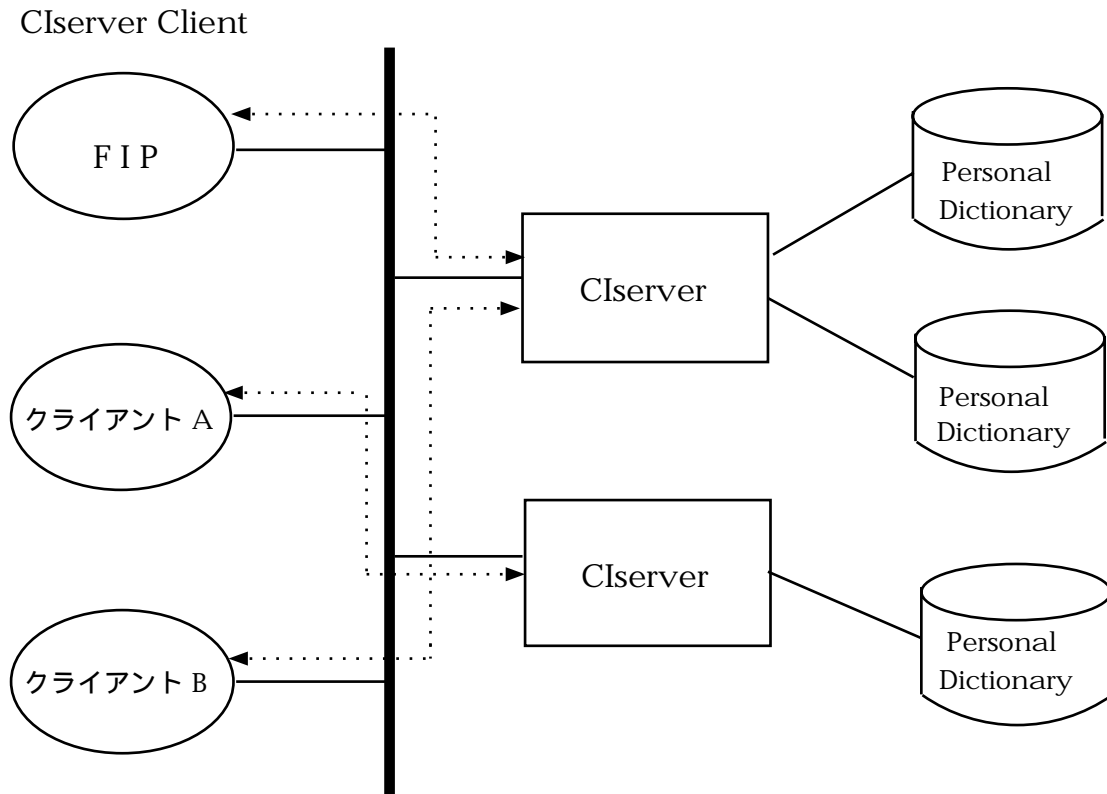 CIserver Client
F I P
Personal
Dictionary
CIserver
クライアント A
Personal
Dictionary
CIserver
クライアント B
Personal
Dictionary